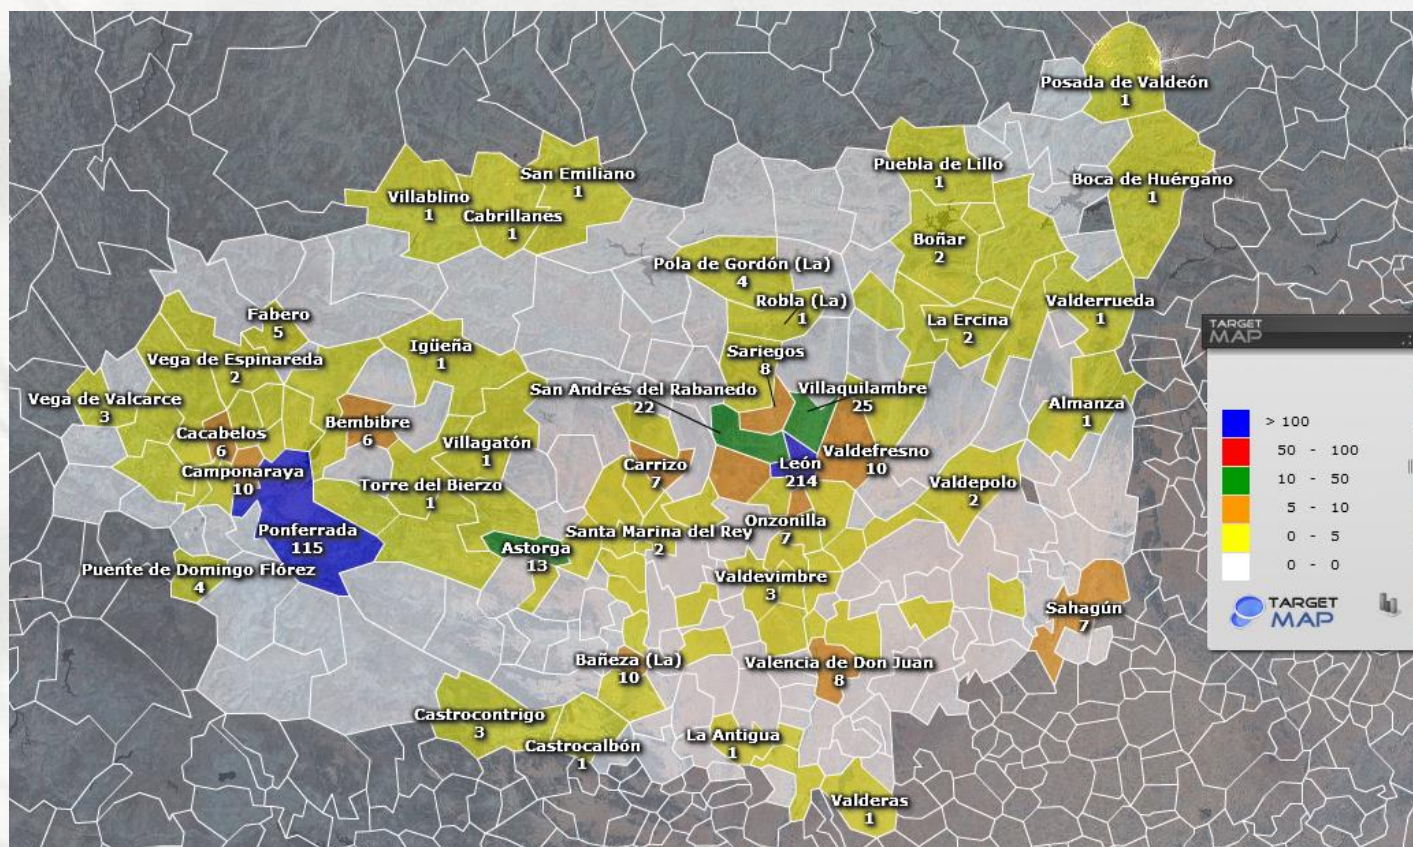 Posada de Valdeón
1
Puebla de Lillo
1
San Emiliano
1
Boca de Huérgano
1
Villablino
1
Cabrillanes
1
Boñar
2
Pola de Gordón (La)
4
Robla (La)
1
Valderrueda
1
Fabero
5
La Ercina
2
Igüeña
1
Sariegos
8
Vega de Espinareda
2
San Andrés del Rabanedo
22
Villaquilambre
25
Vega de Valcarce
3
Almanza
1
Bembibre
6
Cacabelos
6
Villagatón
1
Valdefresno
10
Carrizo
7
León
214
Camponaraya
10
Torre del Bierzo
1
Valdepolo
2
Onzonilla
7
Ponferrada
115
Santa Marina del Rey
2
Astorga
13
Puente de Domingo Flórez
4
Valdevimbre
3
Sahagún
7
Bañeza (La)
10
Valencia de Don Juan
8
Castrocontrigo
3
La Antigua
1
Castrocalbón
1
Valderas
1
TARGET
MAP
> 100
50 - 100
10 - 50
5 - 10
0 - 5
0 - 0
TARGET
MAP